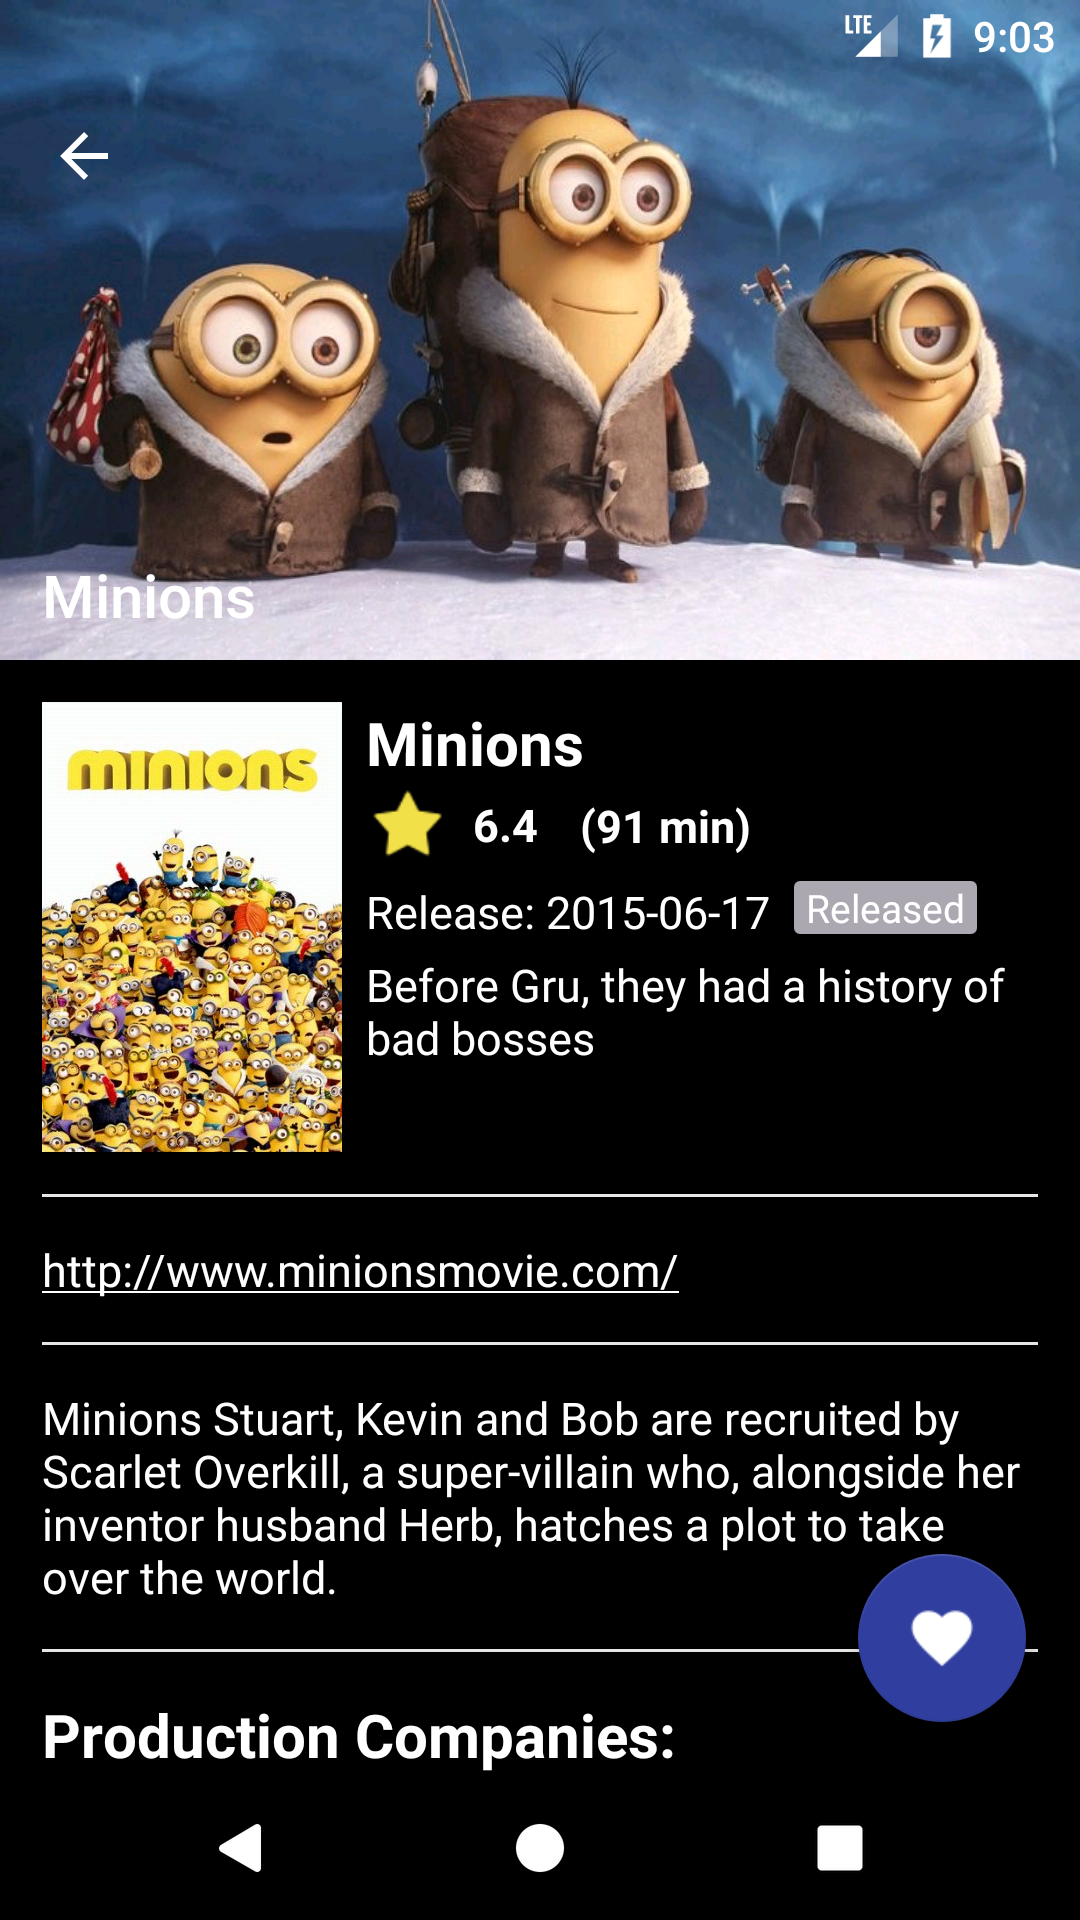 LTE 9:03
Minions
minions
Minions
6.4 (91 min)
Release: 2015-06-17 Released
Before Gru, they had a history of
bad bosses
http://www.minionsmovie.com/
Minions Stuart, Kevin and Bob are recruited by
Scarlet Overkill, a super-villain who, alongside her
inventor husband Herb, hatches a plot to take
over the world.
Production Companies: